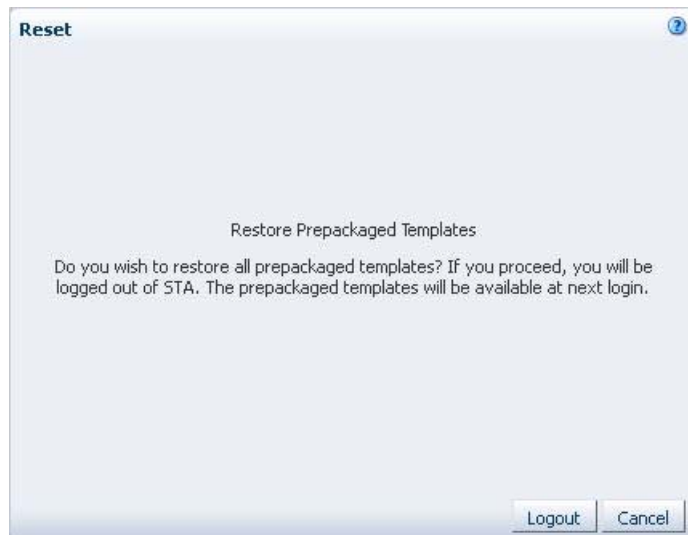 Reset
Restore Prepackaged Templates
Do you wish to restore all prepackaged templates? If you proceed, you will be
logged out of STA. The prepackaged templates will be available at next login.
Logout Cancel